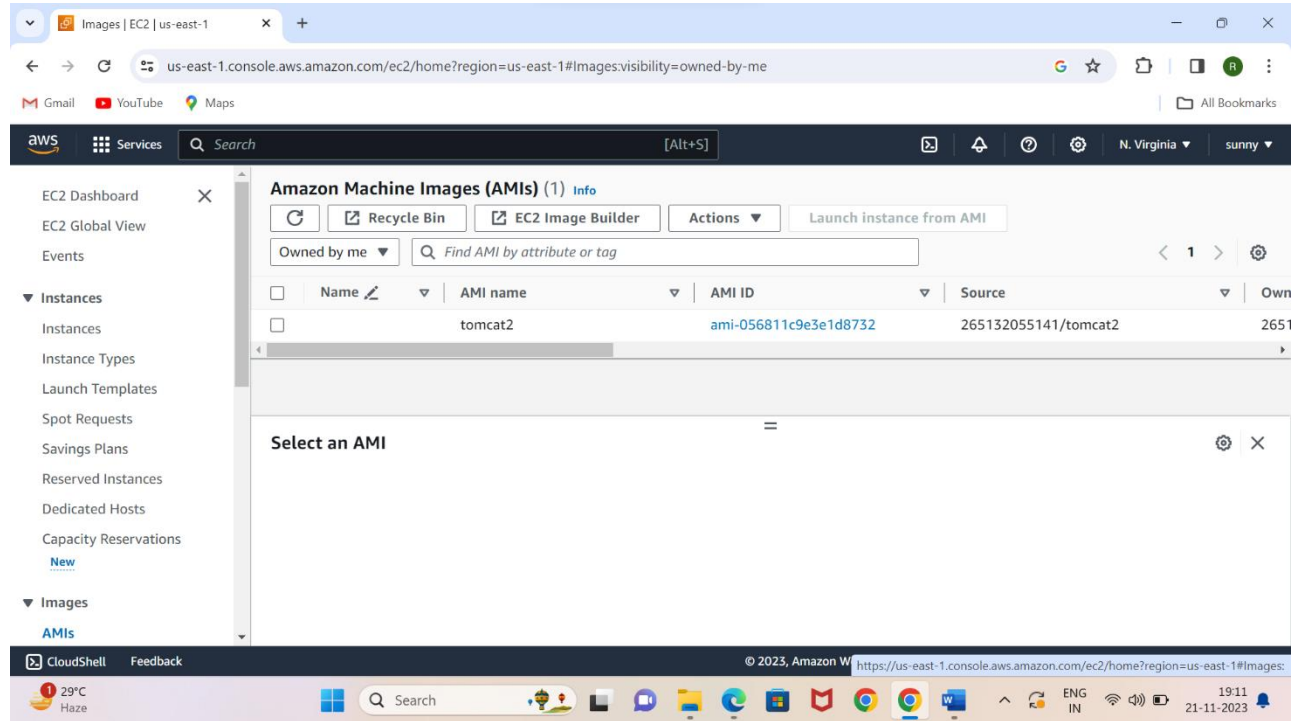 Images | EC2 | us-east-1
us-east-1.console.aws.amazon.com/ec2/home?region=us-east-1#Images:visibility=owned-by-me
G
R
Gmail YouTube Maps All Bookmarks
aws Services Search [Alt+S] N. Virginia sunny
EC2 Dashboard
EC2 Global View
Events
Instances
Instances
Instance Types
Launch Templates
Spot Requests
Savings Plans
Reserved Instances
Dedicated Hosts
Capacity Reservations
New
Images
AMIs
Amazon Machine Images (AMIs) (1) Info
Recycle Bin EC2 Image Builder Actions Launch instance from AMI
Owned by me Find AMI by attribute or tag 1
Name AMI name AMI ID Source Own
tomcat2 ami-056811c9e3e1d8732 265132055141/tomcat2 2651
Select an AMI
CloudShell Feedback © 2023, Amazon W
https://us-east-1.console.aws.amazon.com/ec2/home?region=us-east-1#Images:
1 29°C Search W ENG 19:11
Haze IN 21-11-2023